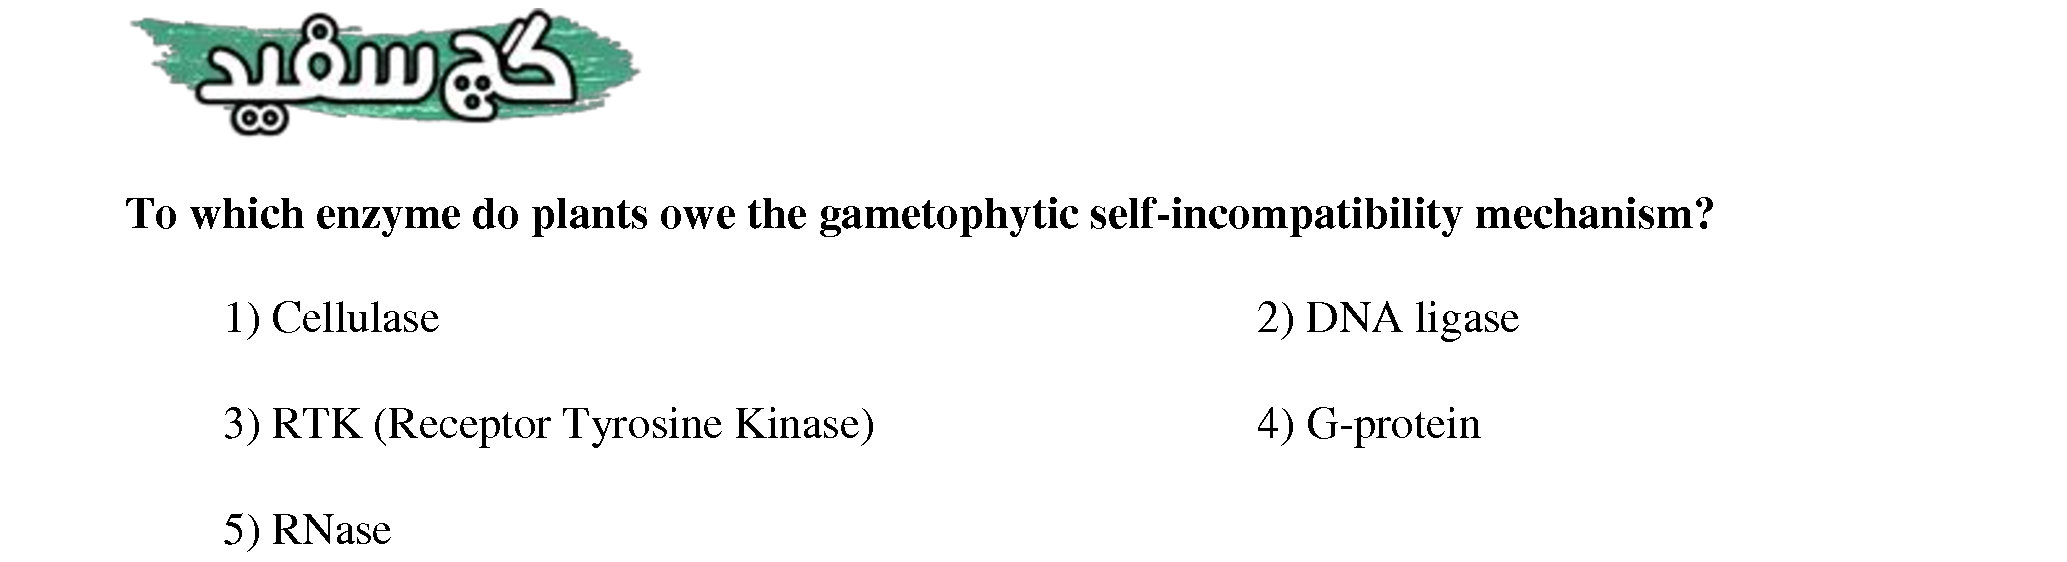 گچ سفید
To which enzyme do plants owe the gametophytic self-incompatibility mechanism?
1) Cellulase
2) DNA ligase
3) RTK (Receptor Tyrosine Kinase)
4) G-protein
5) RNase